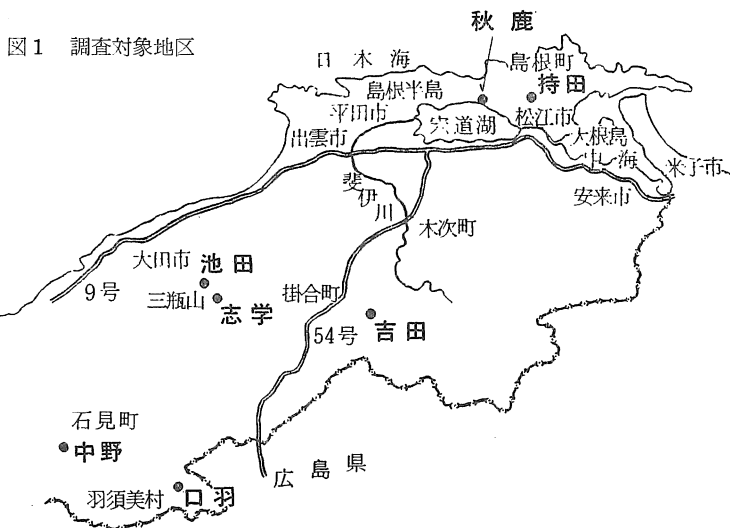 図1 調査対象地区
秋鹿
日本海
島根町
島根半島
持田
平田市
宍道湖
松江市
出雲市
大根島
中海
米子市
斐伊川
安来市
木次町
大田市
池田
9号
三瓶山
志学
掛合町
54号
吉田
石見町
中野
広島県
羽須美村
口羽